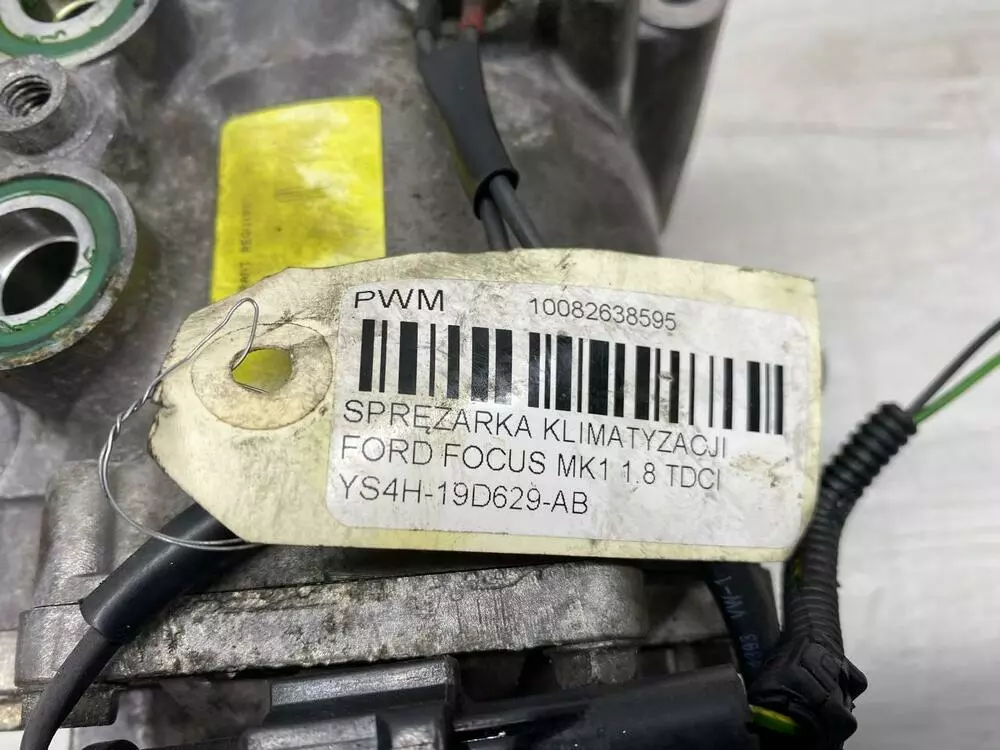 PWM 10082638595
SPRĘŻARKA KLIMATYZACJI
FORD FOCUS MK1 1.8 TDCI
YS4H-19D629-AB